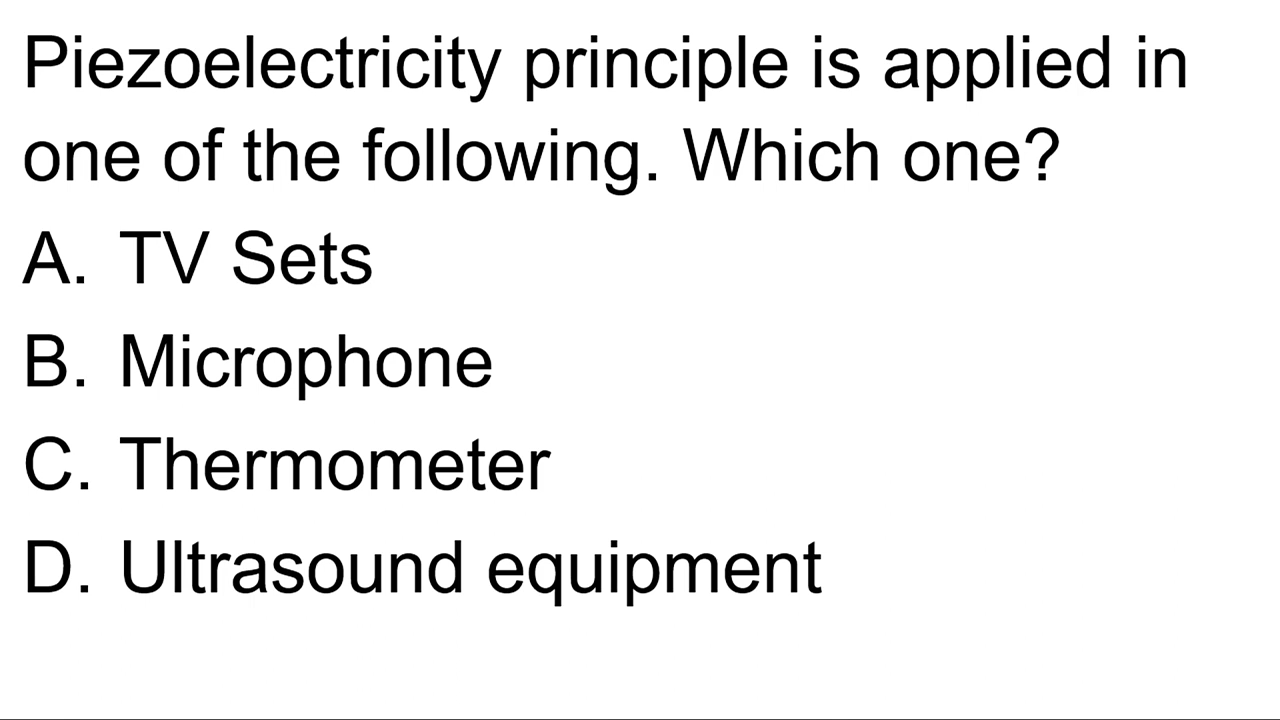 Piezoelectricity principle is applied in
one of the following. Which one?
A. TV Sets
B. Microphone
C. Thermometer
D. Ultrasound equipment